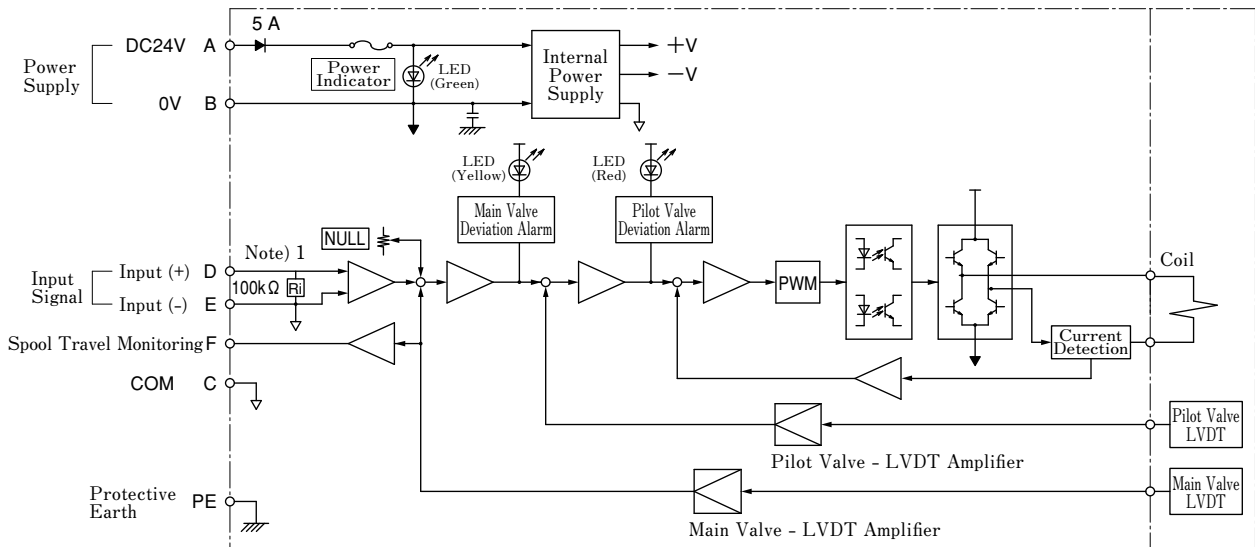 5 A
DC24V A
Power
Supply
0V B
Power
Indicator
LED
(Green)
Internal
Power
Supply
+V
−V
LED
(Yellow)
LED
(Red)
Main Valve
Deviation Alarm
Pilot Valve
Deviation Alarm
NULL
Note) 1
Input
Signal
Input (+) D
100kΩ Ri
Input (-) E
PWM
Coil
Current
Detection
Spool Travel Monitoring F
COM C
Pilot Valve
LVDT
Pilot Valve - LVDT Amplifier
Main Valve
LVDT
Main Valve - LVDT Amplifier
Protective
Earth
PE